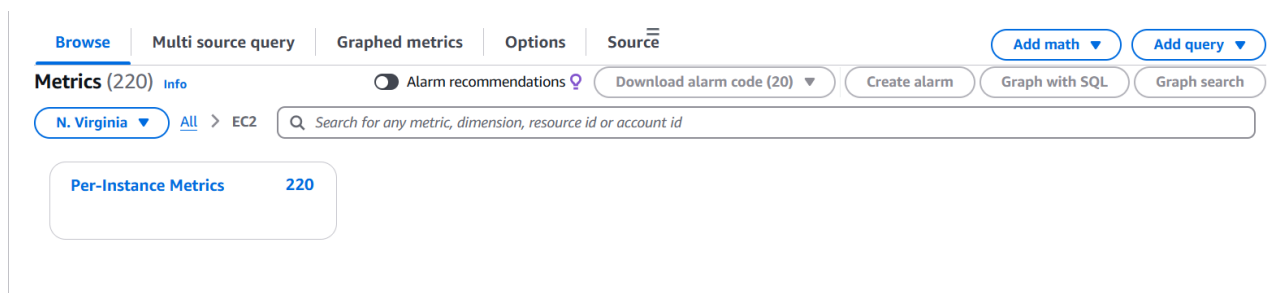 Browse Multi source query Graphed metrics Options Source Add math Add query
Metrics (220) Info Alarm recommendations Download alarm code (20) Create alarm Graph with SQL Graph search
N. Virginia All > EC2 Search for any metric, dimension, resource id or account id
Per-Instance Metrics 220